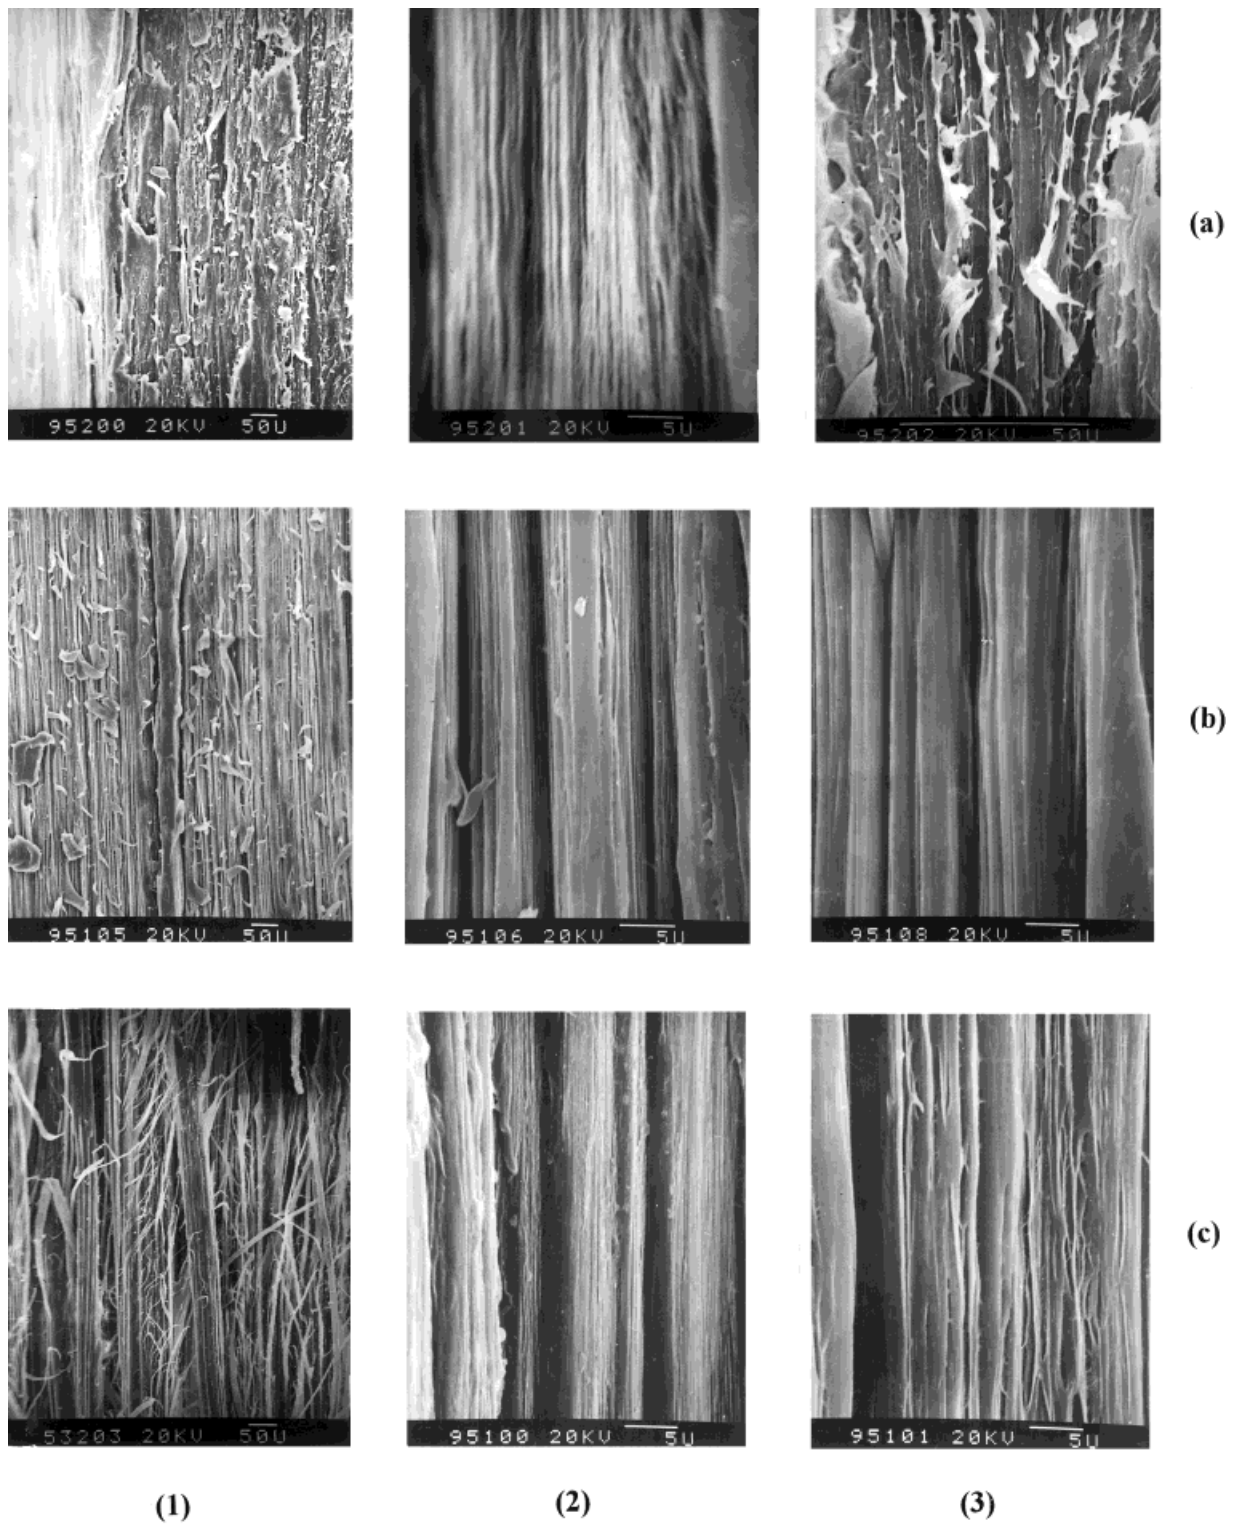 95200 20KV 50U
95201 20KV 5U
95202 20KV 50U
(a)
95105 20KV 50U
95106 20KV 5U
95108 20KV 5U
(b)
53203 20KV 50U
95100 20KV 5U
95101 20KV 5U
(c)
(1)
(2)
(3)